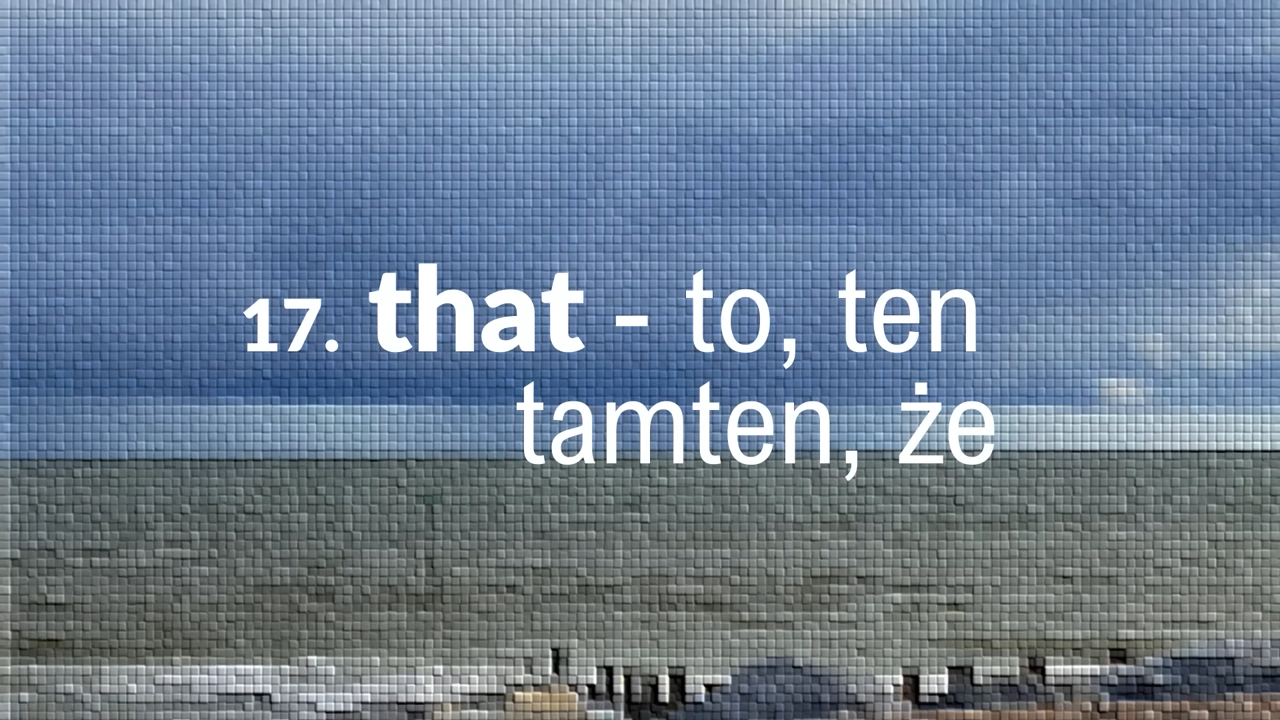 17. that - to, ten
tamten, że